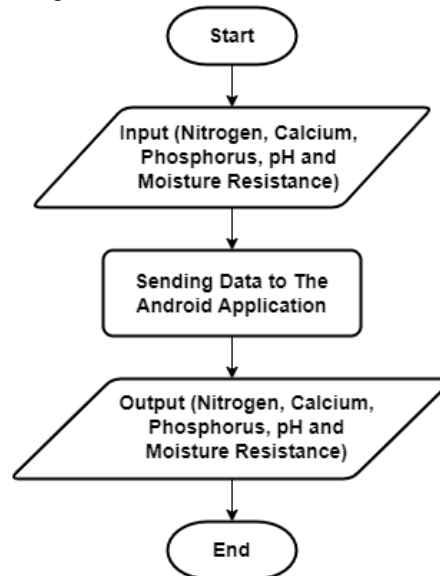 Start
Input (Nitrogen, Calcium,
Phosphorus, pH and
Moisture Resistance)
Sending Data to The
Android Application
Output (Nitrogen, Calcium,
Phosphorus, pH and
Moisture Resistance)
End